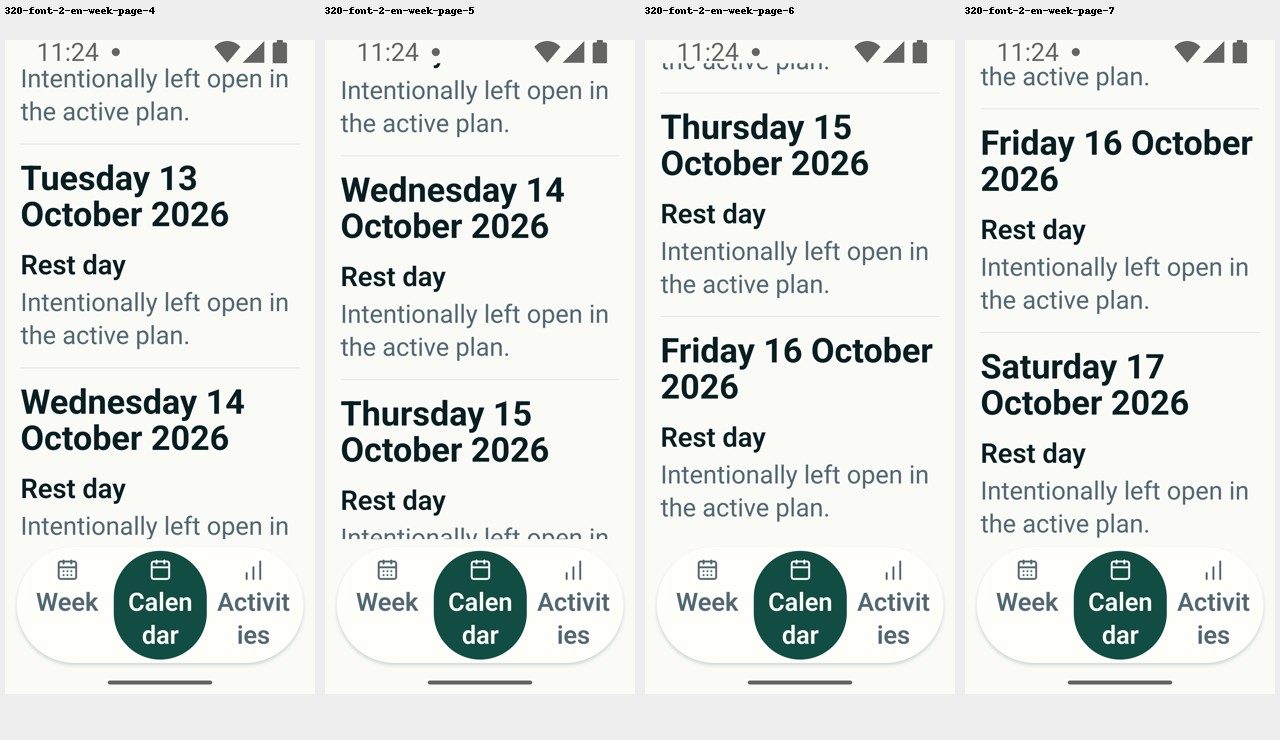 320-font-2-en-week-page-4
11:24
Intentionally left open in
the active plan.
Tuesday 13
October 2026
Rest day
Intentionally left open in
the active plan.
Wednesday 14
October 2026
Rest day
Intentionally left open in
Week
Calen
dar
Activit
ies
320-font-2-en-week-page-5
11:24
Intentionally left open in
the active plan.
Wednesday 14
October 2026
Rest day
Intentionally left open in
the active plan.
Thursday 15
October 2026
Rest day
Intentionally left open in
Week
Calen
dar
Activit
ies
320-font-2-en-week-page-6
11:24
the active plan.
Thursday 15
October 2026
Rest day
Intentionally left open in
the active plan.
Friday 16 October
2026
Rest day
Intentionally left open in
the active plan.
Week
Calen
dar
Activit
ies
320-font-2-en-week-page-7
11:24
the active plan.
Friday 16 October
2026
Rest day
Intentionally left open in
the active plan.
Saturday 17
October 2026
Rest day
Intentionally left open in
the active plan.
Week
Calen
dar
Activit
ies